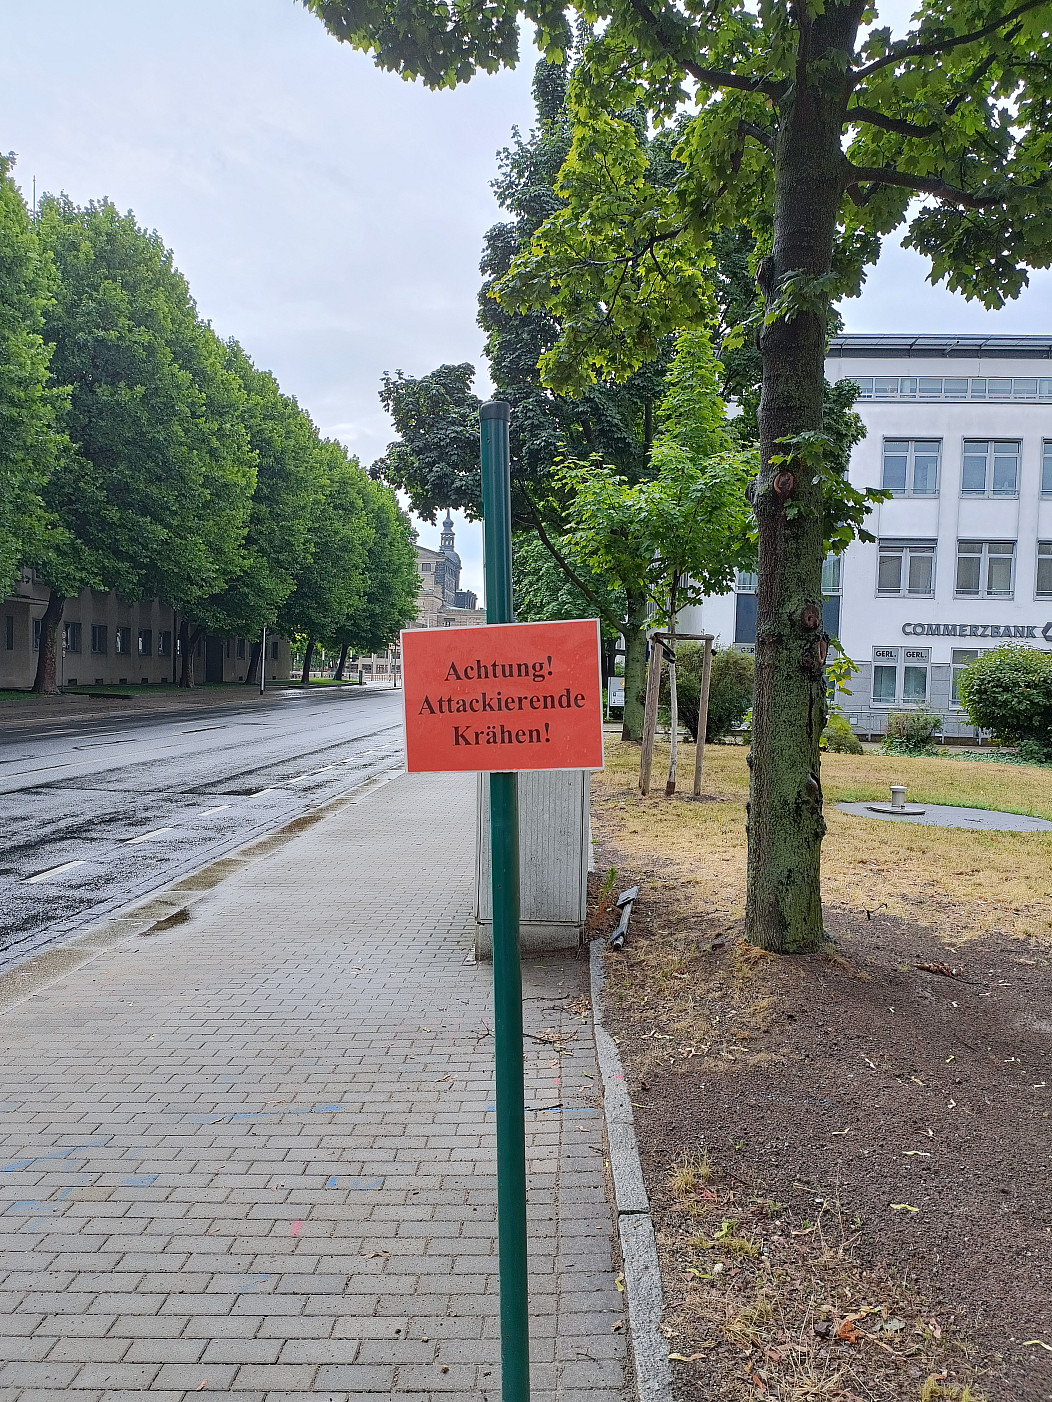 Achtung!
Attackierende
Krähen!
COMMERZBANK
GERL.
GERL.